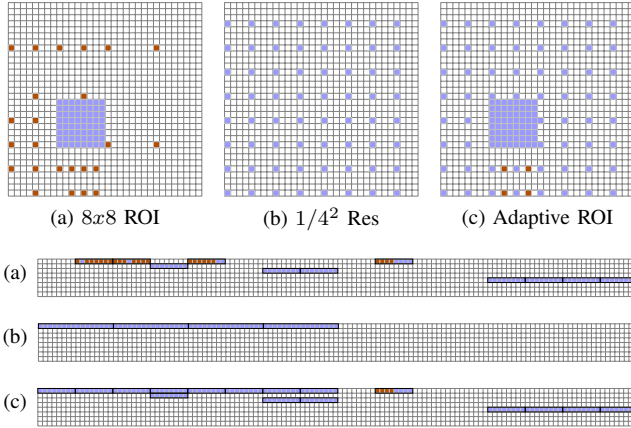 (a) 8x8 ROI
(b) 1/4² Res
(c) Adaptive ROI
(a)
(b)
(c)